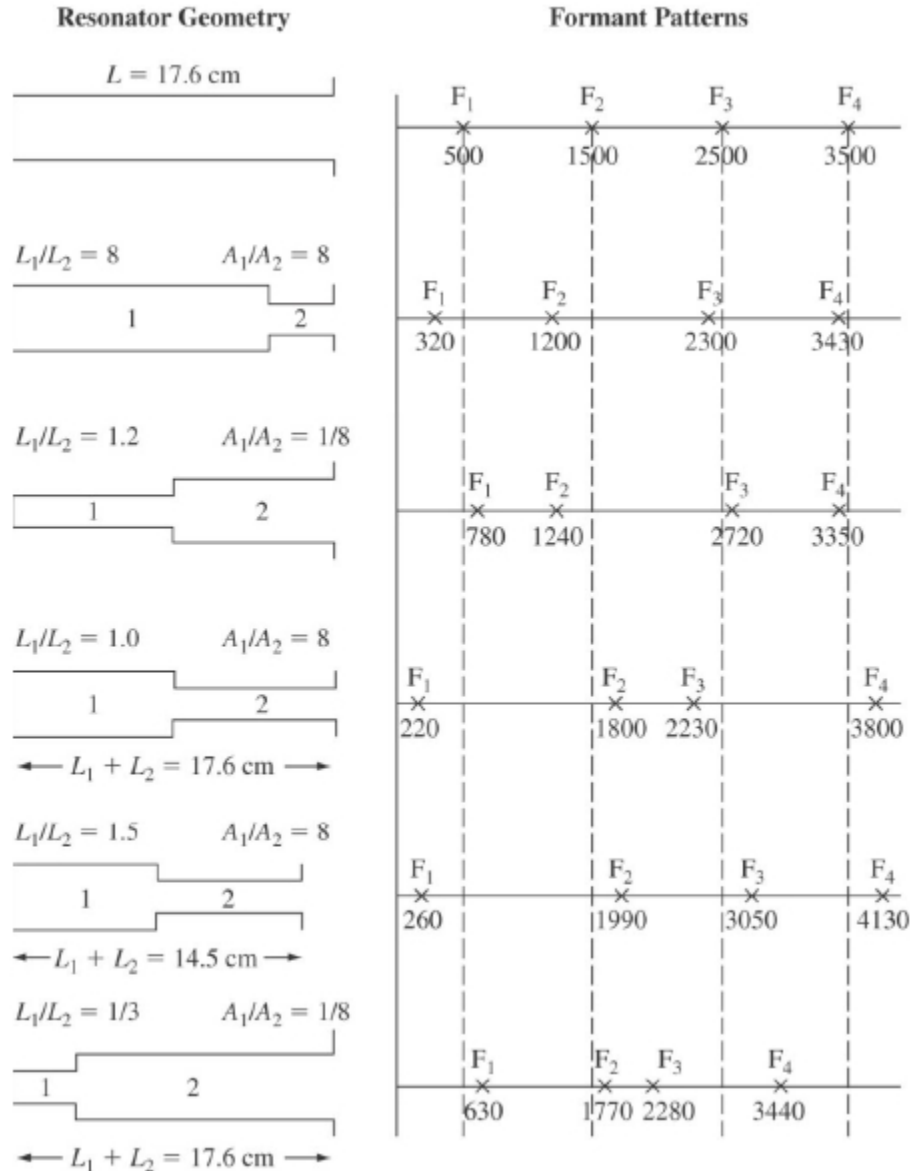 Resonator Geometry Formant Patterns
L = 17.6 cm
F₁ F₂ F₃ F₄
500 1500 2500 3500
L₁/L₂ = 8 A₁/A₂ = 8
F₁ F₂ F₃ F₄
1 2
320 1200 2300 3430
L₁/L₂ = 1.2 A₁/A₂ = 1/8
F₁ F₂ F₃ F₄
1 2
780 1240 2720 3350
L₁/L₂ = 1.0 A₁/A₂ = 8
F₁ F₂ F₃ F₄
1 2
220 1800 2230 3800
L₁ + L₂ = 17.6 cm
L₁/L₂ = 1.5 A₁/A₂ = 8
F₁ F₂ F₃ F₄
1 2
260 1990 3050 4130
L₁ + L₂ = 14.5 cm
L₁/L₂ = 1/3 A₁/A₂ = 1/8
F₁ F₂ F₃ F₄
1 2
630 1770 2280 3440
L₁ + L₂ = 17.6 cm